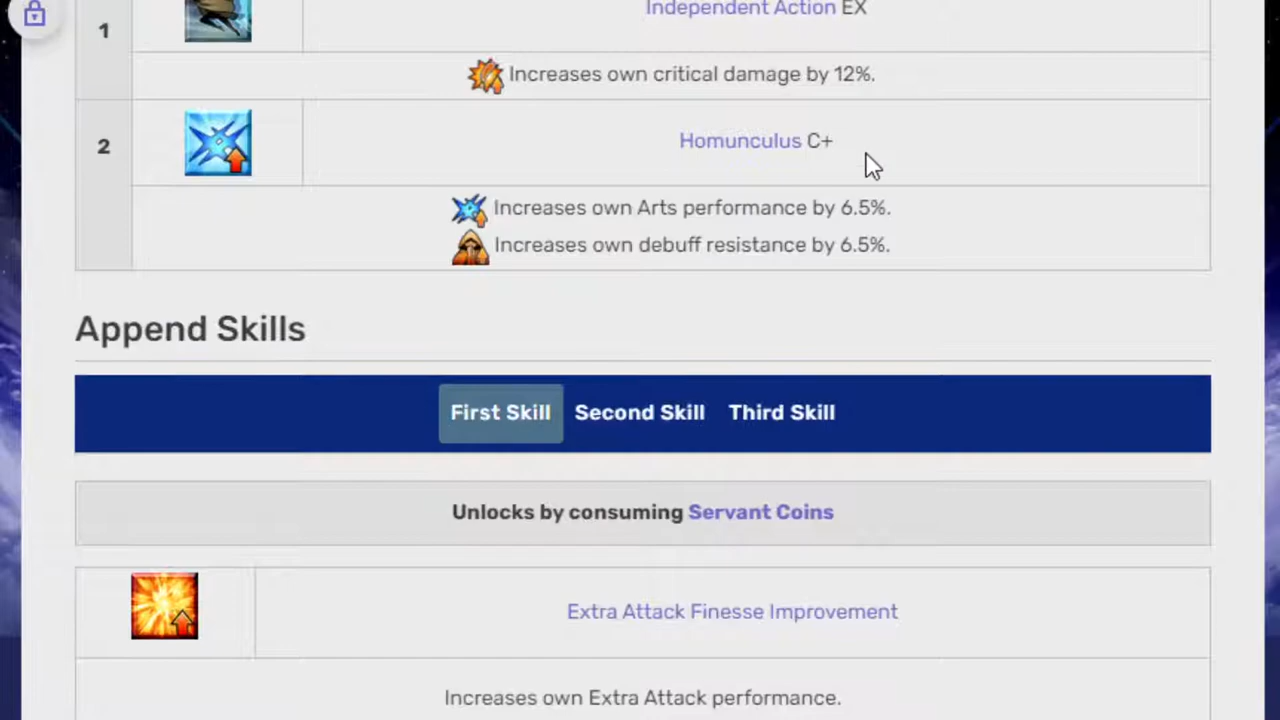 Independent Action EX
1
Increases own critical damage by 12%.
Homunculus C+
2
Increases own Arts performance by 6.5%.
Increases own debuff resistance by 6.5%.
Append Skills
First Skill Second Skill Third Skill
Unlocks by consuming Servant Coins
Extra Attack Finesse Improvement
Increases own Extra Attack performance.